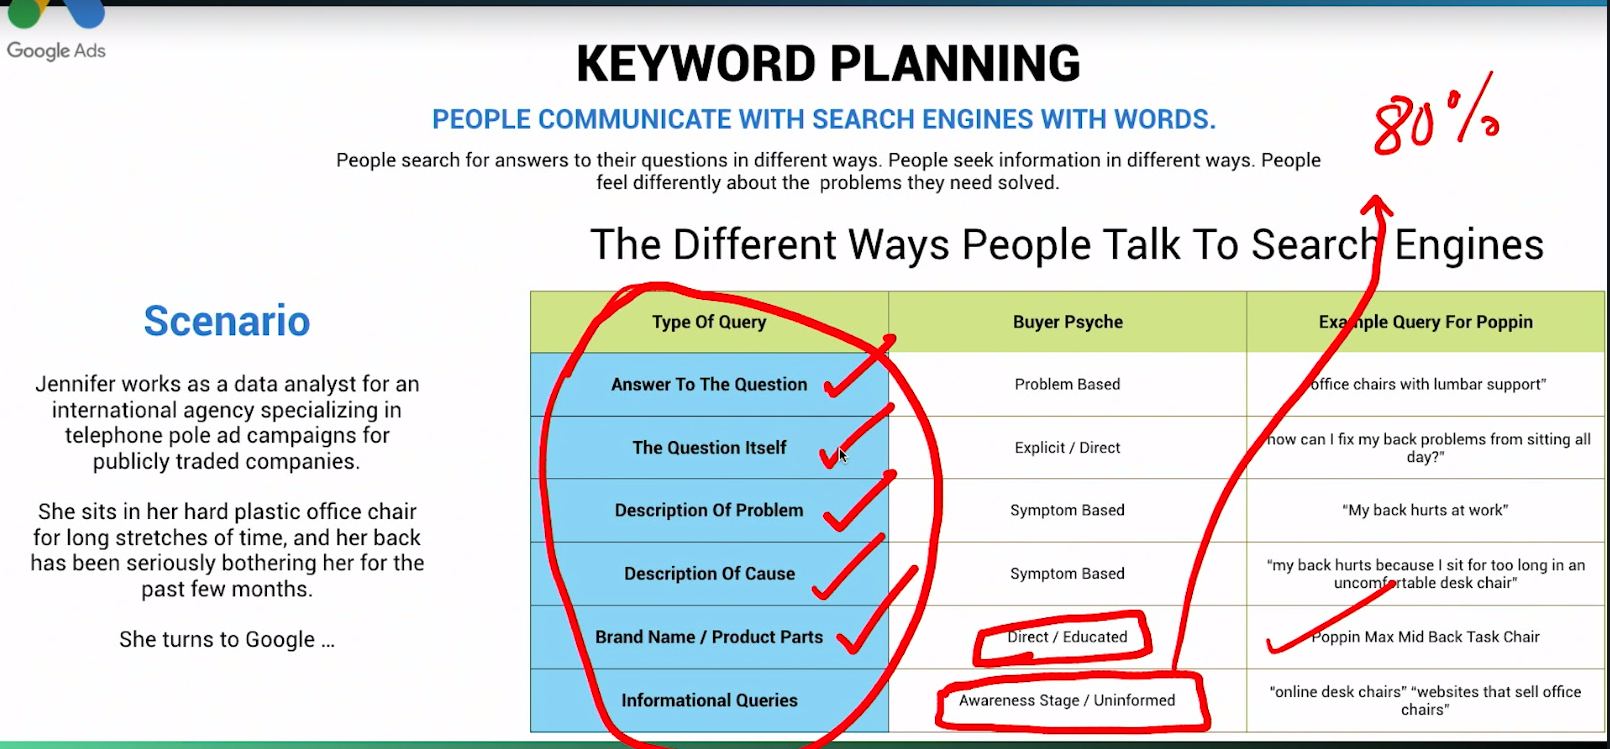 Google Ads
KEYWORD PLANNING
PEOPLE COMMUNICATE WITH SEARCH ENGINES WITH WORDS.
People search for answers to their questions in different ways. People seek information in different ways. People
feel differently about the problems they need solved.
80%
The Different Ways People Talk To Search Engines
Scenario
Jennifer works as a data analyst for an
international agency specializing in
telephone pole ad campaigns for
publicly traded companies.
She sits in her hard plastic office chair
for long stretches of time, and her back
has been seriously bothering her for the
past few months.
She turns to Google ...
Type Of Query
Buyer Psyche
Example Query For Poppin
Answer To The Question
Problem Based
office chairs with lumbar support”
The Question Itself
Explicit / Direct
how can I fix my back problems from sitting all
day?”
Description Of Problem
Symptom Based
“My back hurts at work”
Description Of Cause
Symptom Based
“my back hurts because I sit for too long in an
uncomfortable desk chair”
Brand Name / Product Parts
Direct / Educated
Poppin Max Mid Back Task Chair
Informational Queries
Awareness Stage / Uninformed
“online desk chairs” “websites that sell office
chairs”